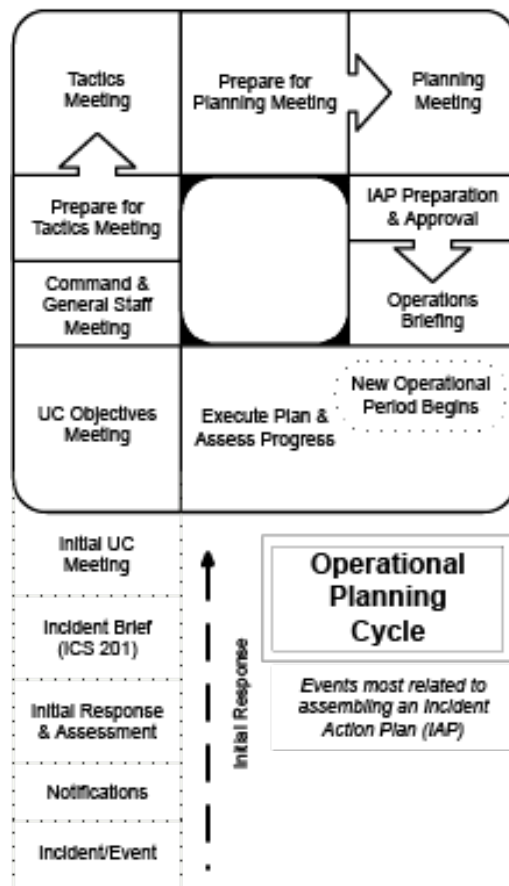 Tactics
Meeting
Prepare for
Planning Meeting
Planning
Meeting
Prepare for
Tactics Meeting
IAP Preparation
& Approval
Command &
General Staff
Meeting
Operations
Briefing
UC Objectives
Meeting
Execute Plan &
Assess Progress
New Operational
Period Begins
Initial UC
Meeting
Incident Brief
(ICS 201)
Initial Response
& Assessment
Notifications
Incident/Event
Initial Response
Operational
Planning
Cycle
Events most related to
assembling an Incident
Action Plan (IAP)